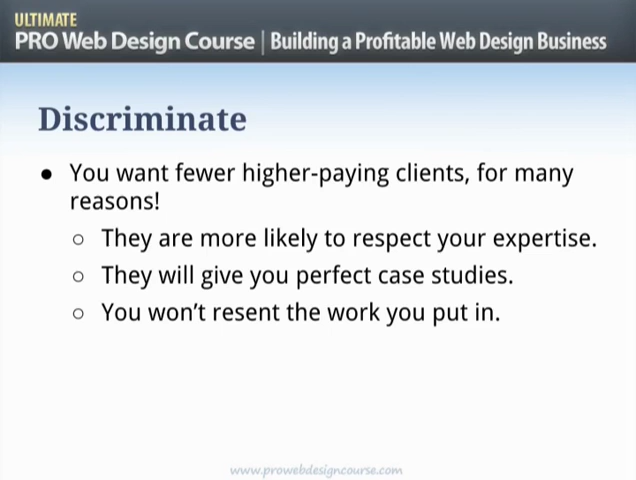 ULTIMATE
PRO Web Design Course | Building a Profitable Web Design Business
Discriminate
● You want fewer higher-paying clients, for many
reasons!
○ They are more likely to respect your expertise.
○ They will give you perfect case studies.
○ You won’t resent the work you put in.
www.prowebdesigncourse.com